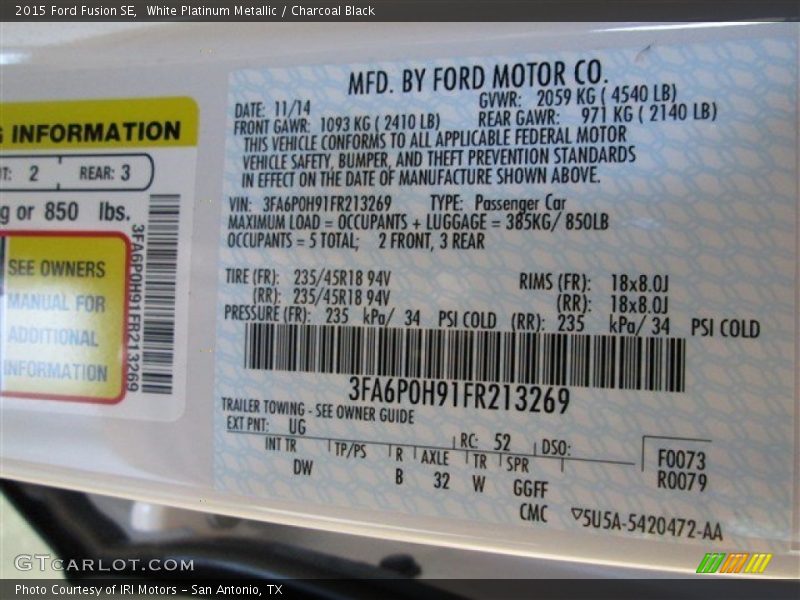 2015 Ford Fusion SE,  White Platinum Metallic / Charcoal Black
INFORMATION
2 REAR: 3
g or 850 lbs.
SEE OWNERS
MANUAL FOR
ADDITIONAL
INFORMATION
3FA6P0H91FR213269
MFD. BY FORD MOTOR CO.
DATE: 11/14 GVWR: 2059 KG ( 4540 LB)
FRONT GAWR: 1093 KG ( 2410 LB) REAR GAWR: 971 KG ( 2140 LB)
THIS VEHICLE CONFORMS TO ALL APPLICABLE FEDERAL MOTOR
VEHICLE SAFETY, BUMPER, AND THEFT PREVENTION STANDARDS
IN EFFECT ON THE DATE OF MANUFACTURE SHOWN ABOVE.
VIN: 3FA6P0H91FR213269 TYPE: Passenger Car
MAXIMUM LOAD = OCCUPANTS + LUGGAGE = 385KG/ 850LB
OCCUPANTS = 5 TOTAL; 2 FRONT, 3 REAR
TIRE (FR): 235/45R18 94V RIMS (FR): 18x8.0J
(RR): 235/45R18 94V (RR): 18x8.0J
PRESSURE (FR): 235 kPa/ 34 PSI COLD (RR): 235 kPa/ 34 PSI COLD
3FA6P0H91FR213269
TRAILER TOWING - SEE OWNER GUIDE
EXT PNT: UG RC: 52 DSO:
INT TR TP/PS R AXLE TR SPR F0073
DW B 32 W GGFF R0079
CMC ▽5U5A-5420472-AA
GTCARLOT.COM
Photo Courtesy of IRI Motors – San Antonio, TX